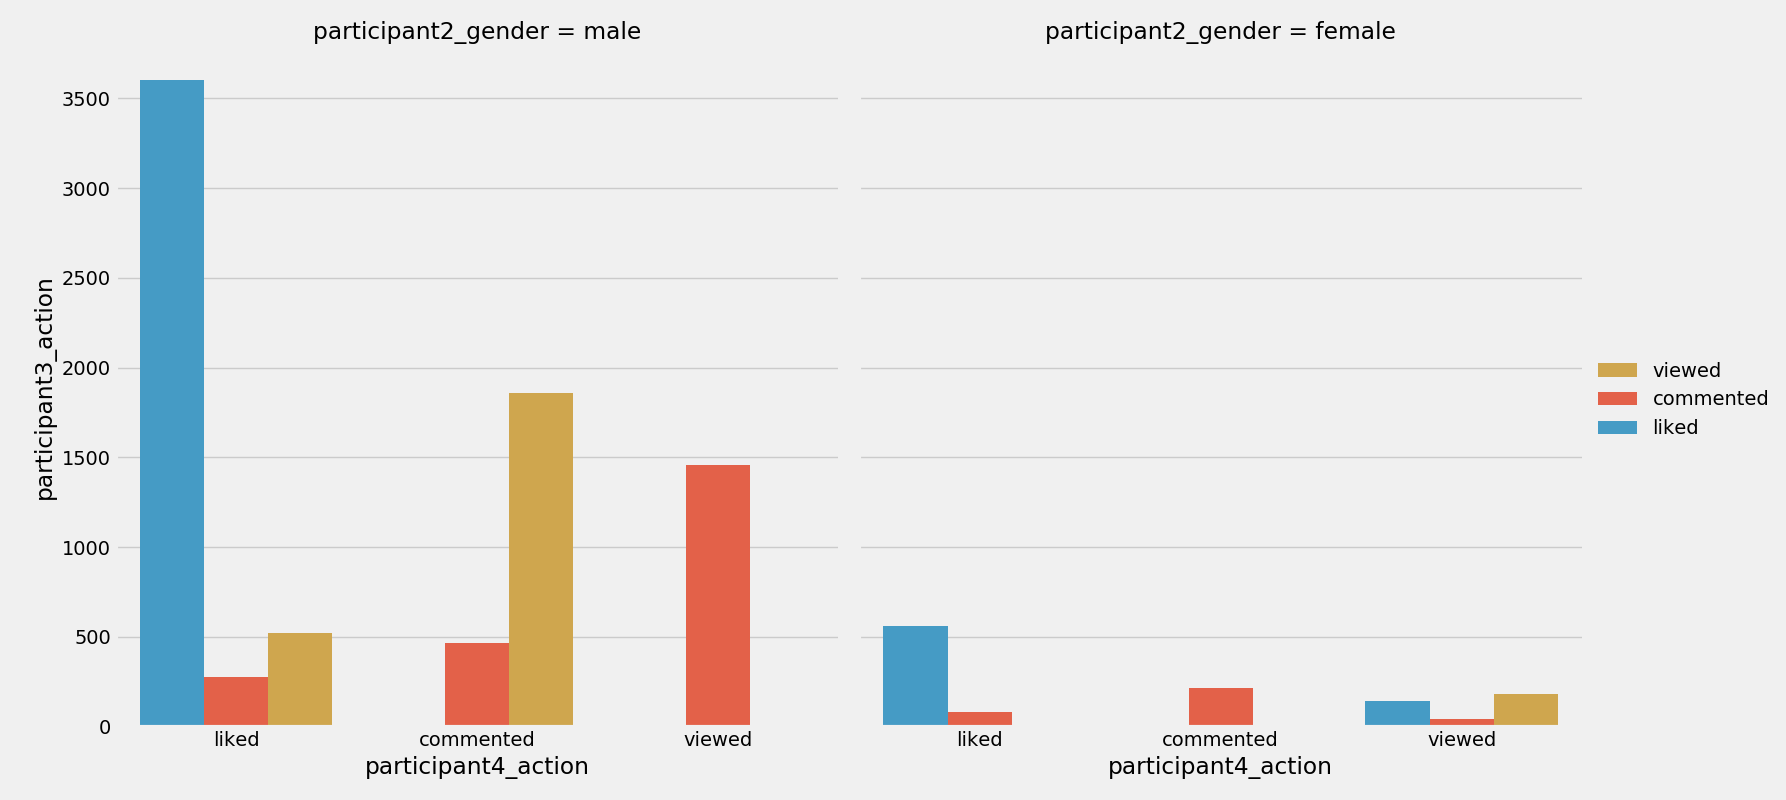 participant2_gender = male
participant2_gender = female
participant3_action
3500
3000
2500
2000
1500
1000
500
0
liked
commented
viewed
participant4_action
liked
commented
viewed
participant4_action
viewed
commented
liked